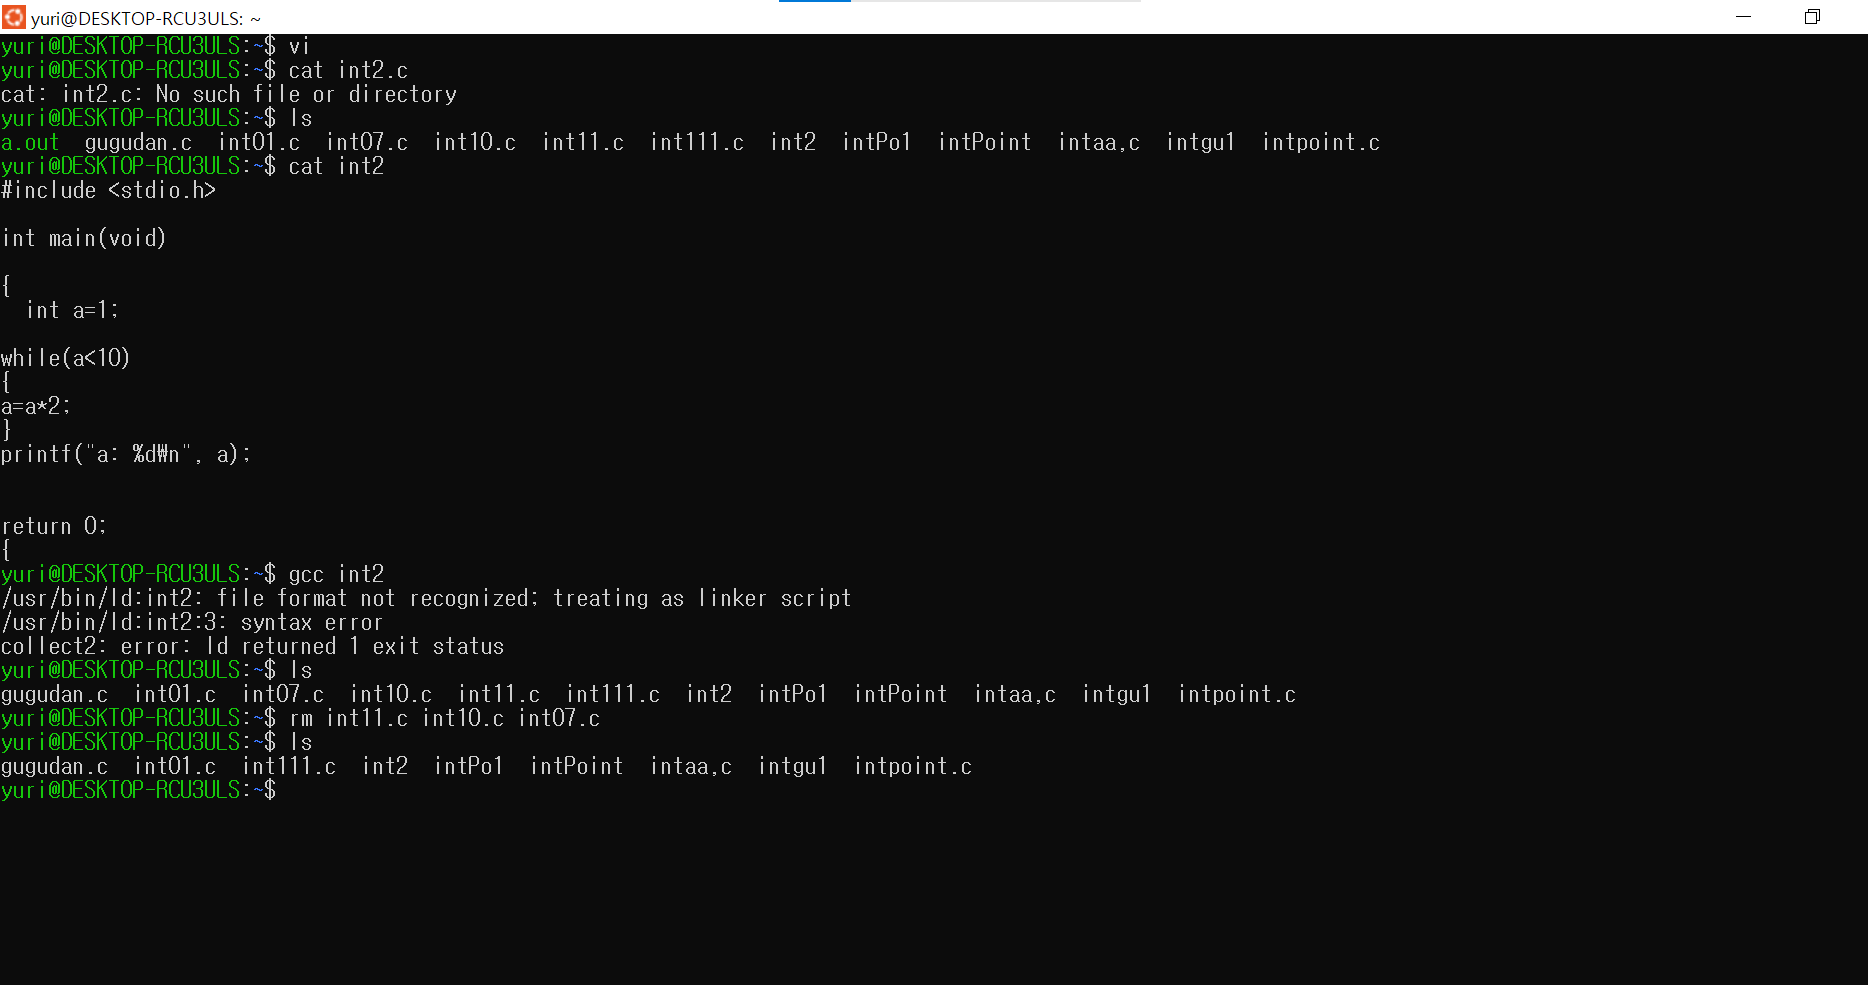 yuri@DESKTOP-RCU3ULS: ~
yuri@DESKTOP-RCU3ULS:~$ vi
yuri@DESKTOP-RCU3ULS:~$ cat int2.c
cat: int2.c: No such file or directory
yuri@DESKTOP-RCU3ULS:~$ ls
a.out  gugudan.c  int01.c  int07.c  int10.c  int11.c  int111.c  int2  intPo1  intPoint  intaa,c  intgu1  intpoint.c
yuri@DESKTOP-RCU3ULS:~$ cat int2
#include <stdio.h>
int main(void)
{
  int a=1;
while(a<10)
{
a=a*2;
}
printf("a: %d₩n", a);
return 0;
{
yuri@DESKTOP-RCU3ULS:~$ gcc int2
/usr/bin/ld:int2: file format not recognized; treating as linker script
/usr/bin/ld:int2:3: syntax error
collect2: error: ld returned 1 exit status
yuri@DESKTOP-RCU3ULS:~$ ls
gugudan.c  int01.c  int07.c  int10.c  int11.c  int111.c  int2  intPo1  intPoint  intaa,c  intgu1  intpoint.c
yuri@DESKTOP-RCU3ULS:~$ rm int11.c int10.c int07.c
yuri@DESKTOP-RCU3ULS:~$ ls
gugudan.c  int01.c  int111.c  int2  intPo1  intPoint  intaa,c  intgu1  intpoint.c
yuri@DESKTOP-RCU3ULS:~$